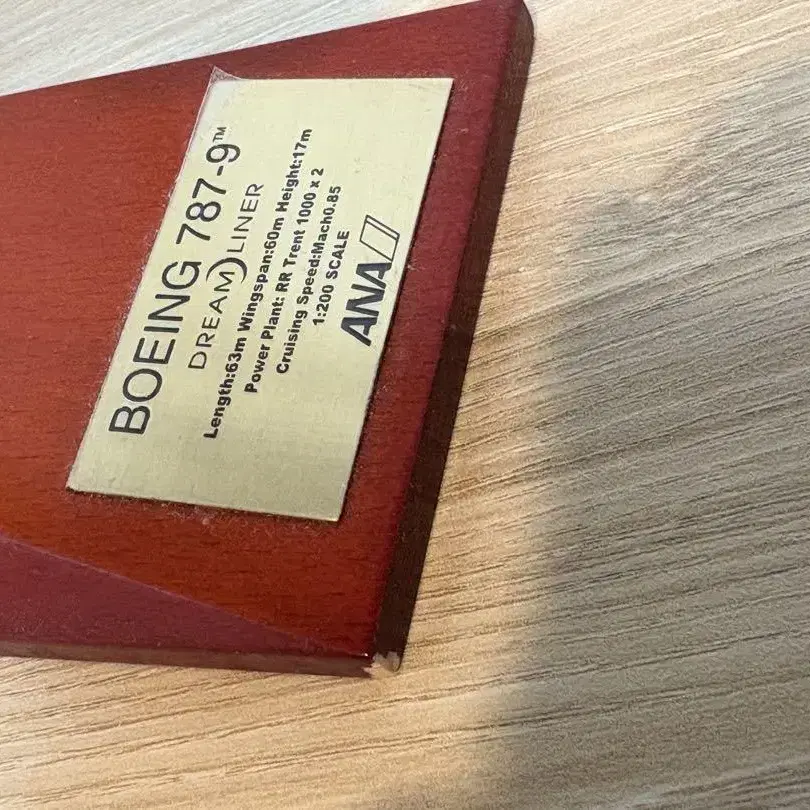 BOEING 787-9™
DREAMLINER
Length:63m Wingspan:60m Height:17m
Power Plant: RR Trent 1000 x 2
Cruising Speed:Mach0.85
1:200 SCALE
ANA